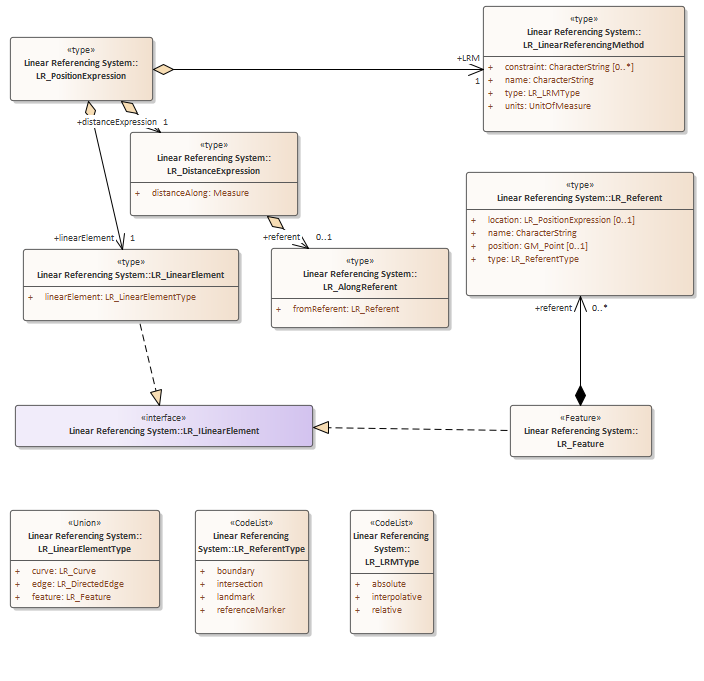 «type»
Linear Referencing System::
LR_PositionExpression
«type»
Linear Referencing System::
LR_LinearReferencingMethod
+ constraint: CharacterString [0..*]
+ name: CharacterString
+ type: LR_LRMType
+ units: UnitOfMeasure
+LRM
1
+distanceExpression 1
«type»
Linear Referencing System::
LR_DistanceExpression
+ distanceAlong: Measure
«type»
Linear Referencing System::LR_Referent
+ location: LR_PositionExpression [0..1]
+ name: CharacterString
+ position: GM_Point [0..1]
+ type: LR_ReferentType
+linearElement 1
+referent 0..1
«type»
Linear Referencing System::LR_LinearElement
+ linearElement: LR_LinearElementType
«type»
Linear Referencing System::
LR_AlongReferent
+ fromReferent: LR_Referent
+referent 0..*
«interface»
Linear Referencing System::LR_ILinearElement
«Feature»
Linear Referencing System::
LR_Feature
«Union»
Linear Referencing System::
LR_LinearElementType
+ curve: LR_Curve
+ edge: LR_DirectedEdge
+ feature: LR_Feature
«CodeList»
Linear Referencing
System::LR_ReferentType
+ boundary
+ intersection
+ landmark
+ referenceMarker
«CodeList»
Linear Referencing
System::
LR_LRMType
+ absolute
+ interpolative
+ relative